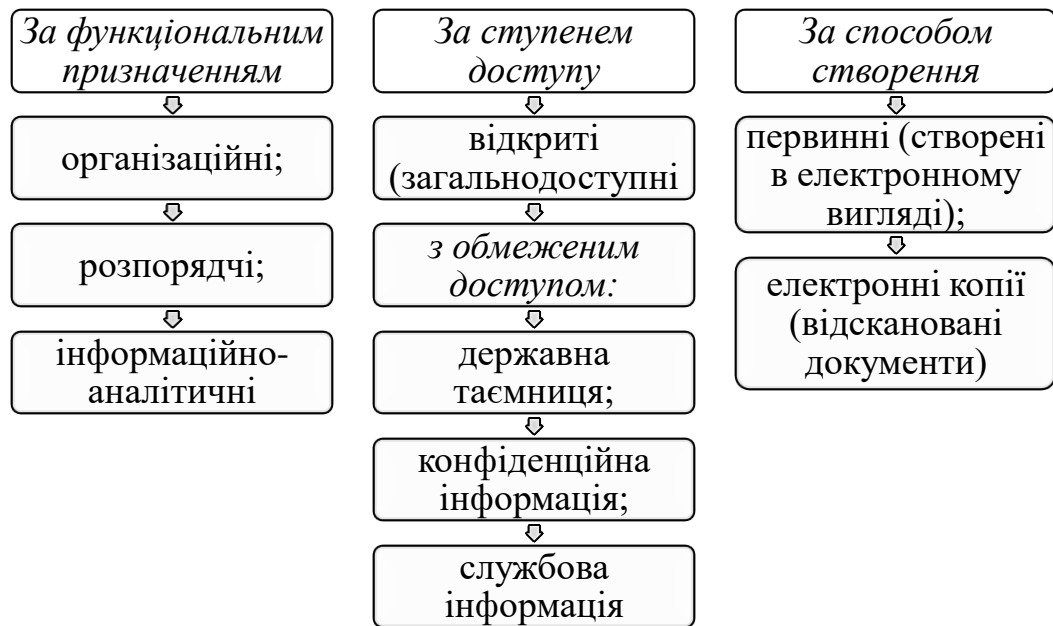 За функціональним
призначенням
організаційні;
розпорядчі;
інформаційно-
аналітичні
За ступенем
доступу
відкриті
(загальнодоступні
з обмеженим
доступом:
державна
таємниця;
конфіденційна
інформація;
службова
інформація
За способом
створення
первинні (створені
в електронному
вигляді);
електронні копії
(відскановані
документи)